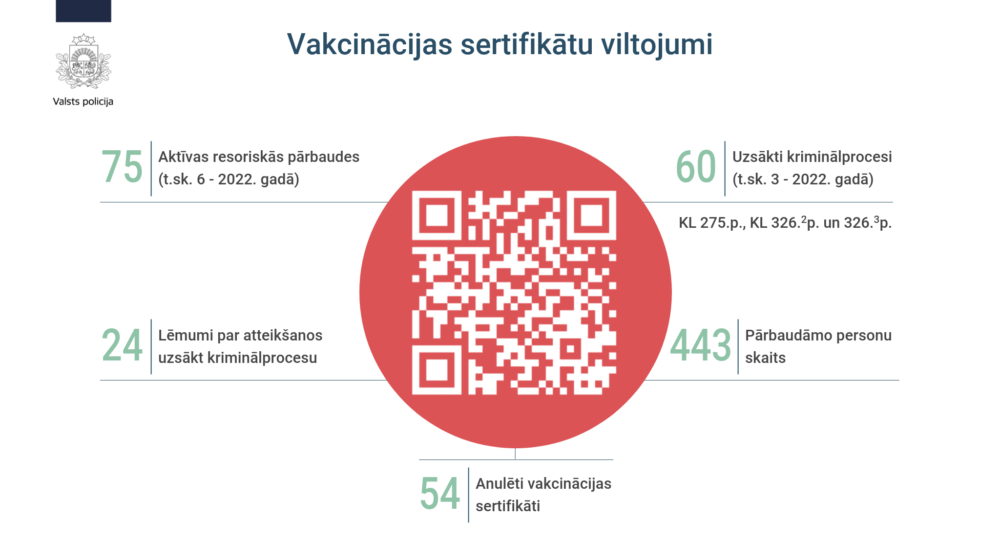 Vakcinācijas sertifikātu viltojumi
Valsts policija
75
Aktīvas resoriskās pārbaudes
(t.sk. 6 - 2022. gadā)
60
Uzsākti kriminālprocesi
(t.sk. 3 - 2022. gadā)
KL 275.p., KL 326.²p. un 326.³p.
24
Lēmumi par atteikšanos
uzsākt kriminālprocesu
443
Pārbaudāmo personu
skaits
54
Anulēti vakcinācijas
sertifikāti